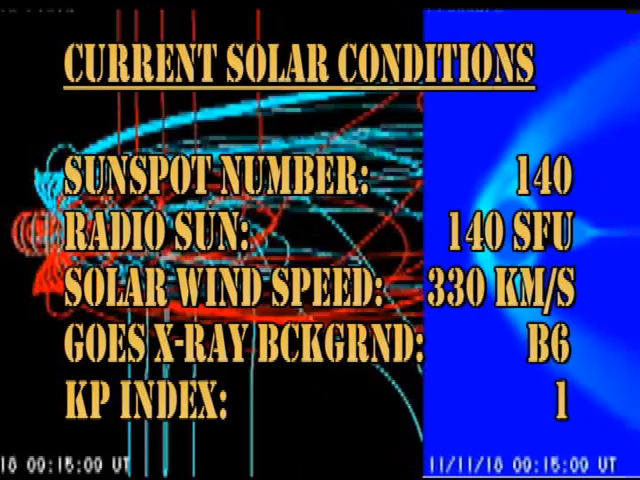 CURRENT SOLAR CONDITIONS
SUNSPOT NUMBER: 140
RADIO SUN: 140 SFU
SOLAR WIND SPEED: 330 KM/S
GOES X-RAY BCKGRND: B6
KP INDEX: 1
18 00:15:00 UT 11/11/18 00:15:00 UT